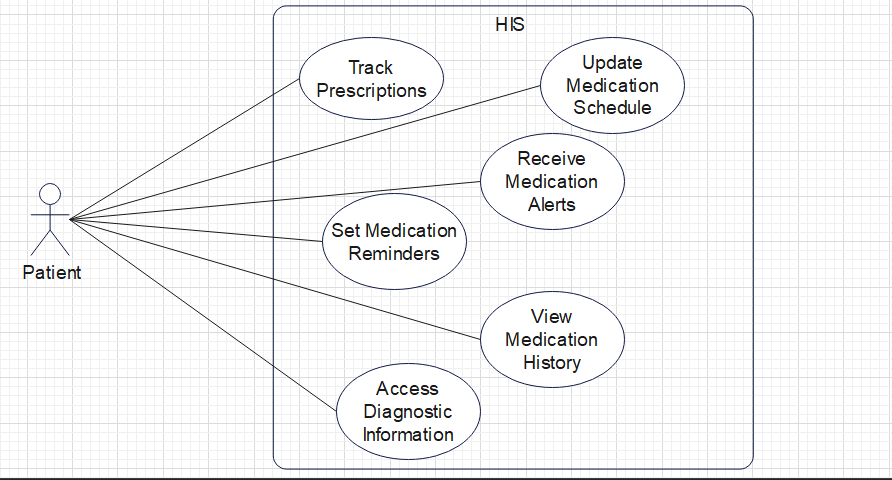 HIS
Track
Prescriptions
Update
Medication
Schedule
Receive
Medication
Alerts
Set Medication
Reminders
Patient
View
Medication
History
Access
Diagnostic
Information